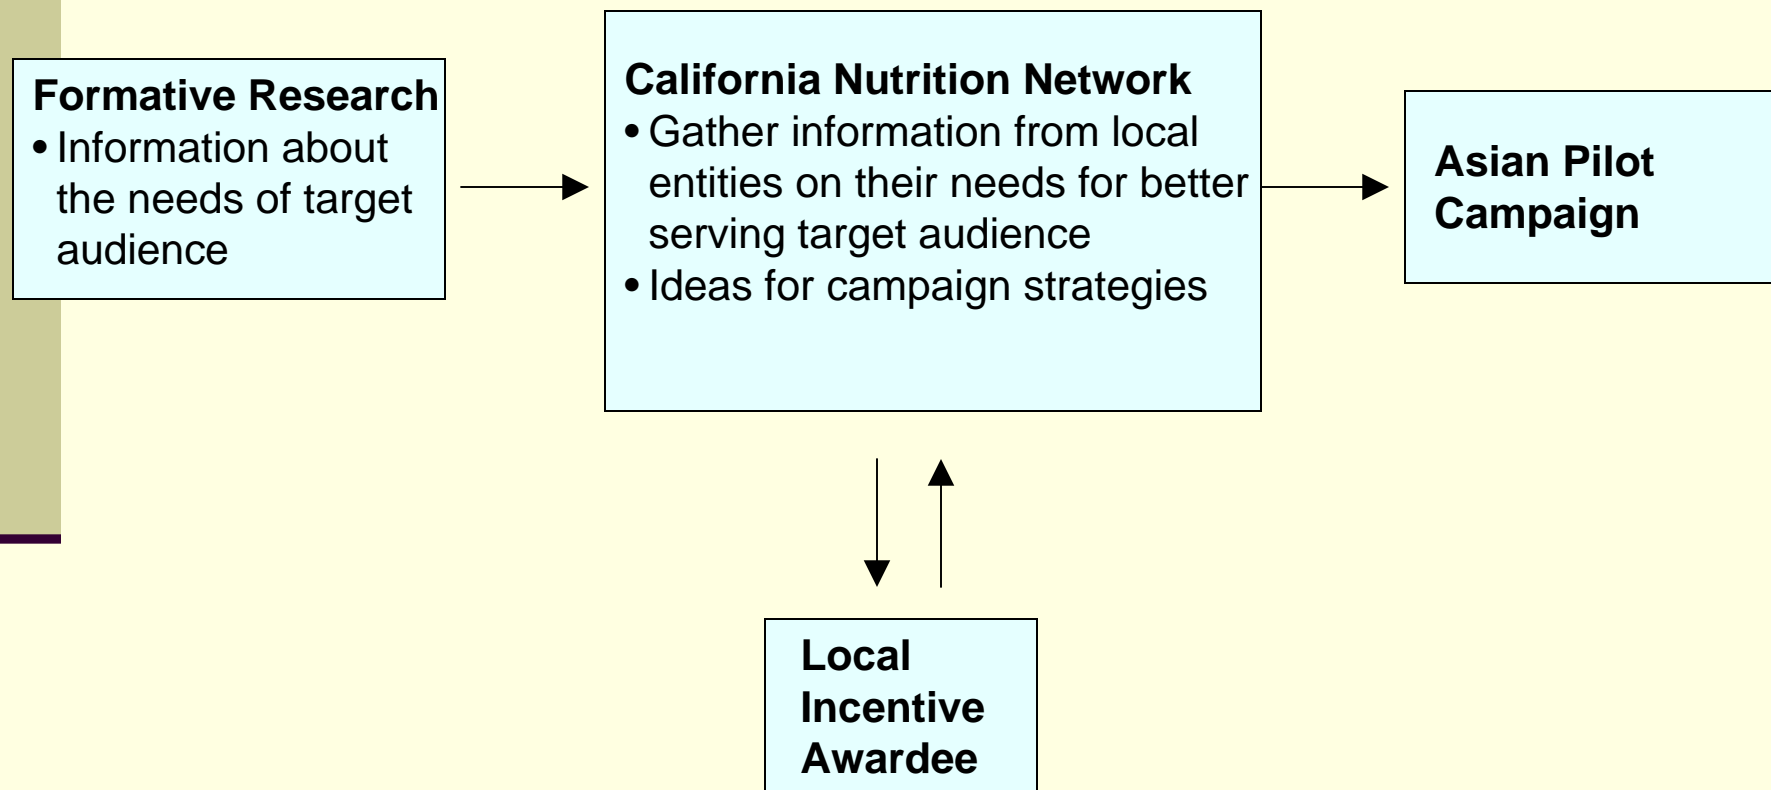 Formative Research
• Information about
the needs of target
audience
California Nutrition Network
• Gather information from local
entities on their needs for better
serving target audience
• Ideas for campaign strategies
Asian Pilot
Campaign
Local
Incentive
Awardee